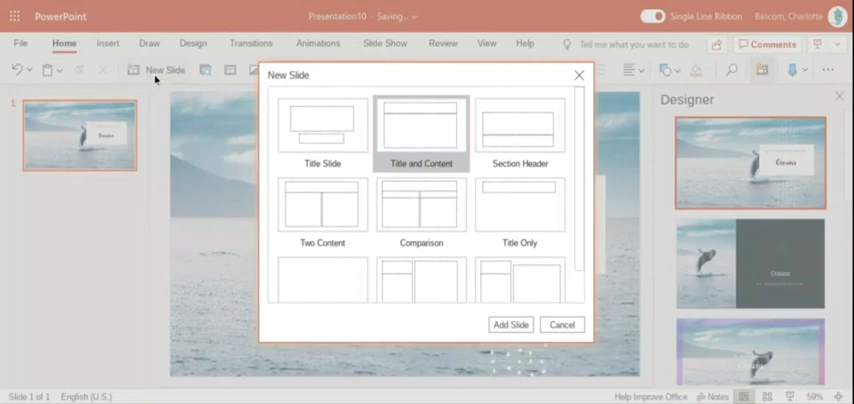 PowerPoint
Presentation10 - Saving...
Single Line Ribbon
Bascom, Charlotte
File Home Insert Draw Design Transitions Animations Slide Show Review View Help Tell me what you want to do Comments
New Slide
New Slide
Designer
1
Title Slide Title and Content Section Header
Two Content Comparison Title Only
Add Slide Cancel
Slide 1 of 1 English (U.S.) Help Improve Office Notes 59%